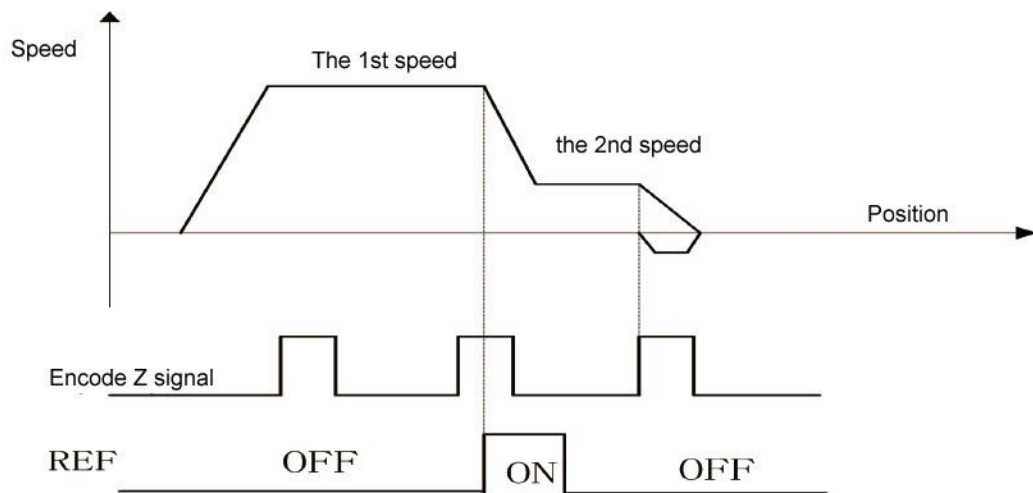 Speed
The 1st speed
the 2nd speed
Position
Encode Z signal
REF
OFF
ON
OFF